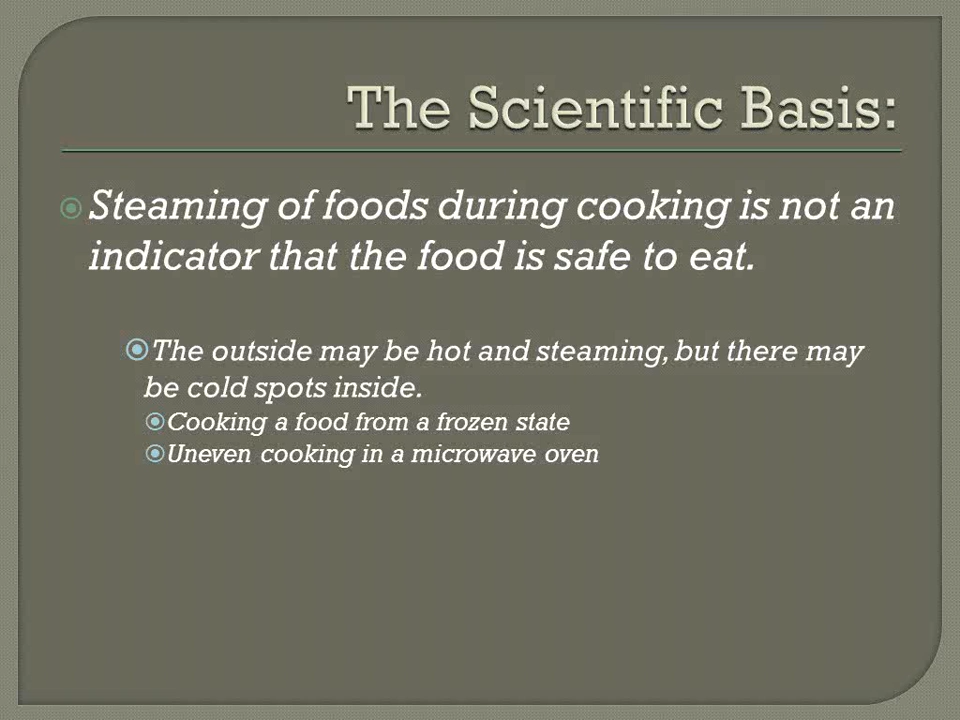 The Scientific Basis:
Steaming of foods during cooking is not an
indicator that the food is safe to eat.
The outside may be hot and steaming, but there may
be cold spots inside.
Cooking a food from a frozen state
Uneven cooking in a microwave oven